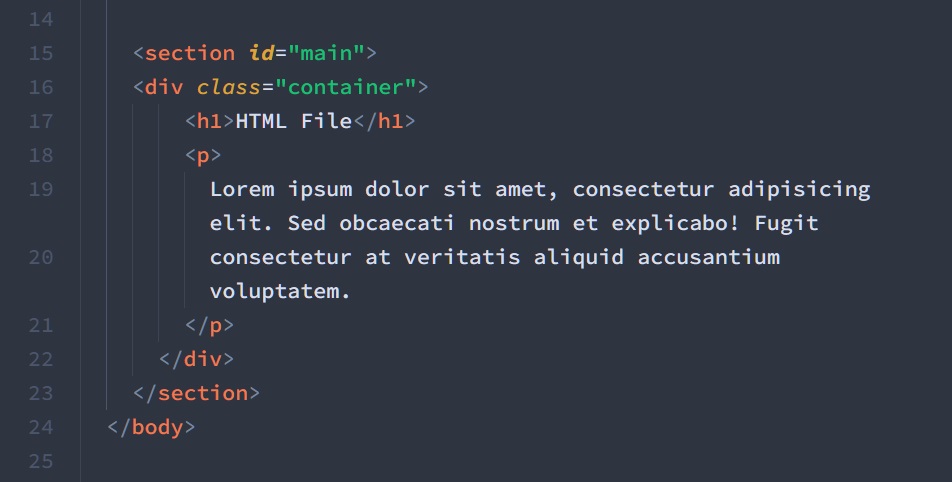 14
15 <section id="main">
16 <div class="container">
17 <h1>HTML File</h1>
18 <p>
19 Lorem ipsum dolor sit amet, consectetur adipisicing
elit. Sed obcaecati nostrum et explicabo! Fugit
20 consectetur at veritatis aliquid accusantium
voluptatem.
21 </p>
22 </div>
23 </section>
24 </body>
25